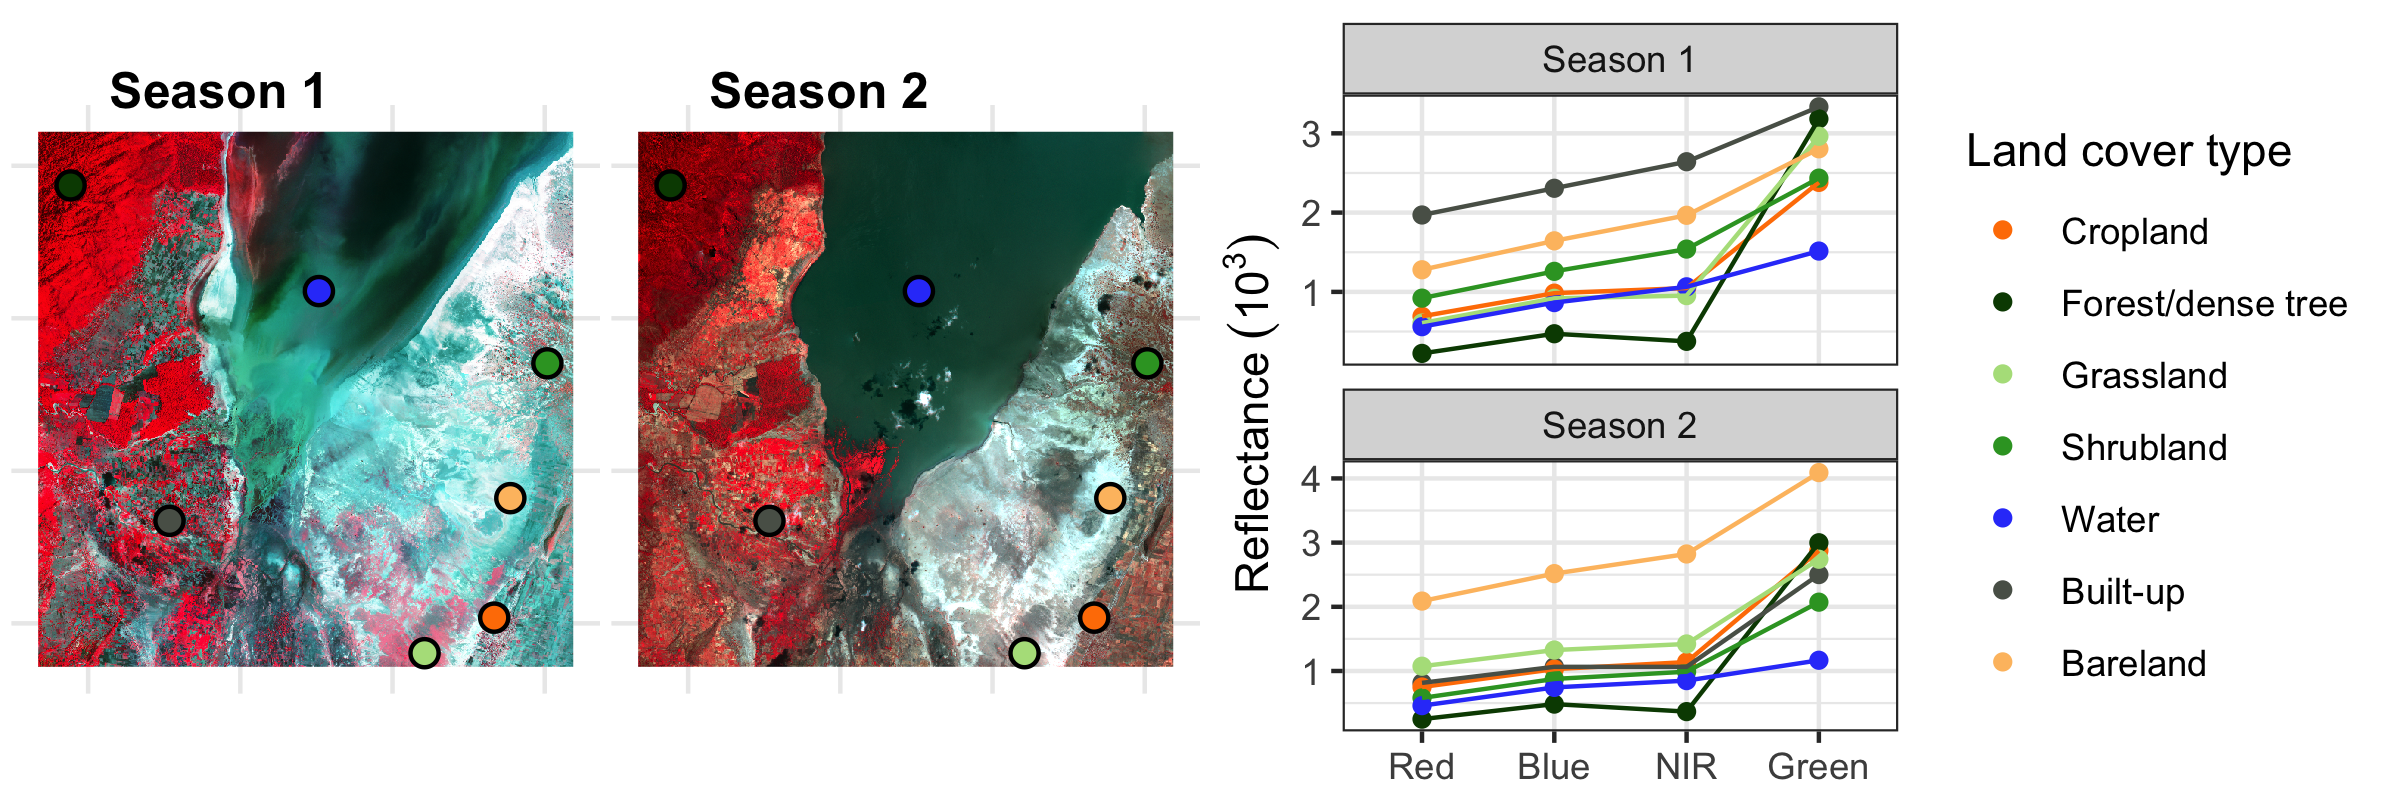 Season 1
Season 2
Season 1
3
2
1
Season 2
4
3
2
1
Reflectance (10³)
Red Blue NIR Green
Land cover type
Cropland
Forest/dense tree
Grassland
Shrubland
Water
Built-up
Bareland